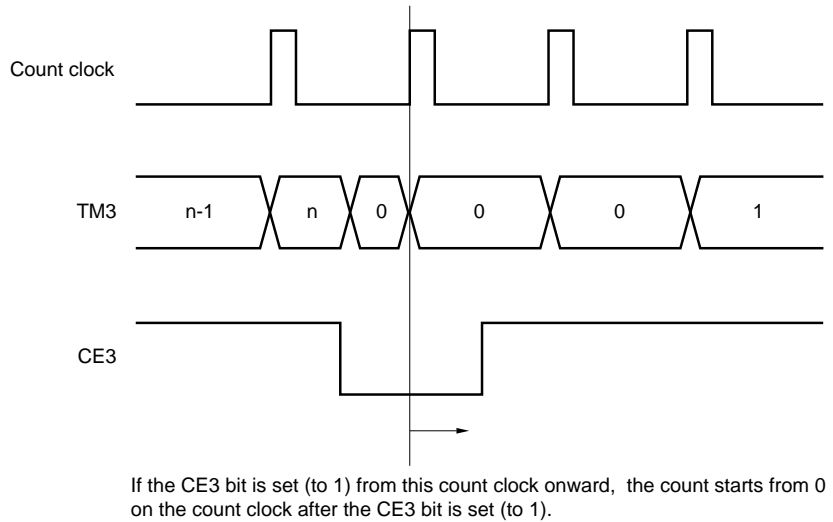 Count clock
TM3
n-1 n 0 0 0 1
CE3
If the CE3 bit is set (to 1) from this count clock onward, the count starts from 0
on the count clock after the CE3 bit is set (to 1).